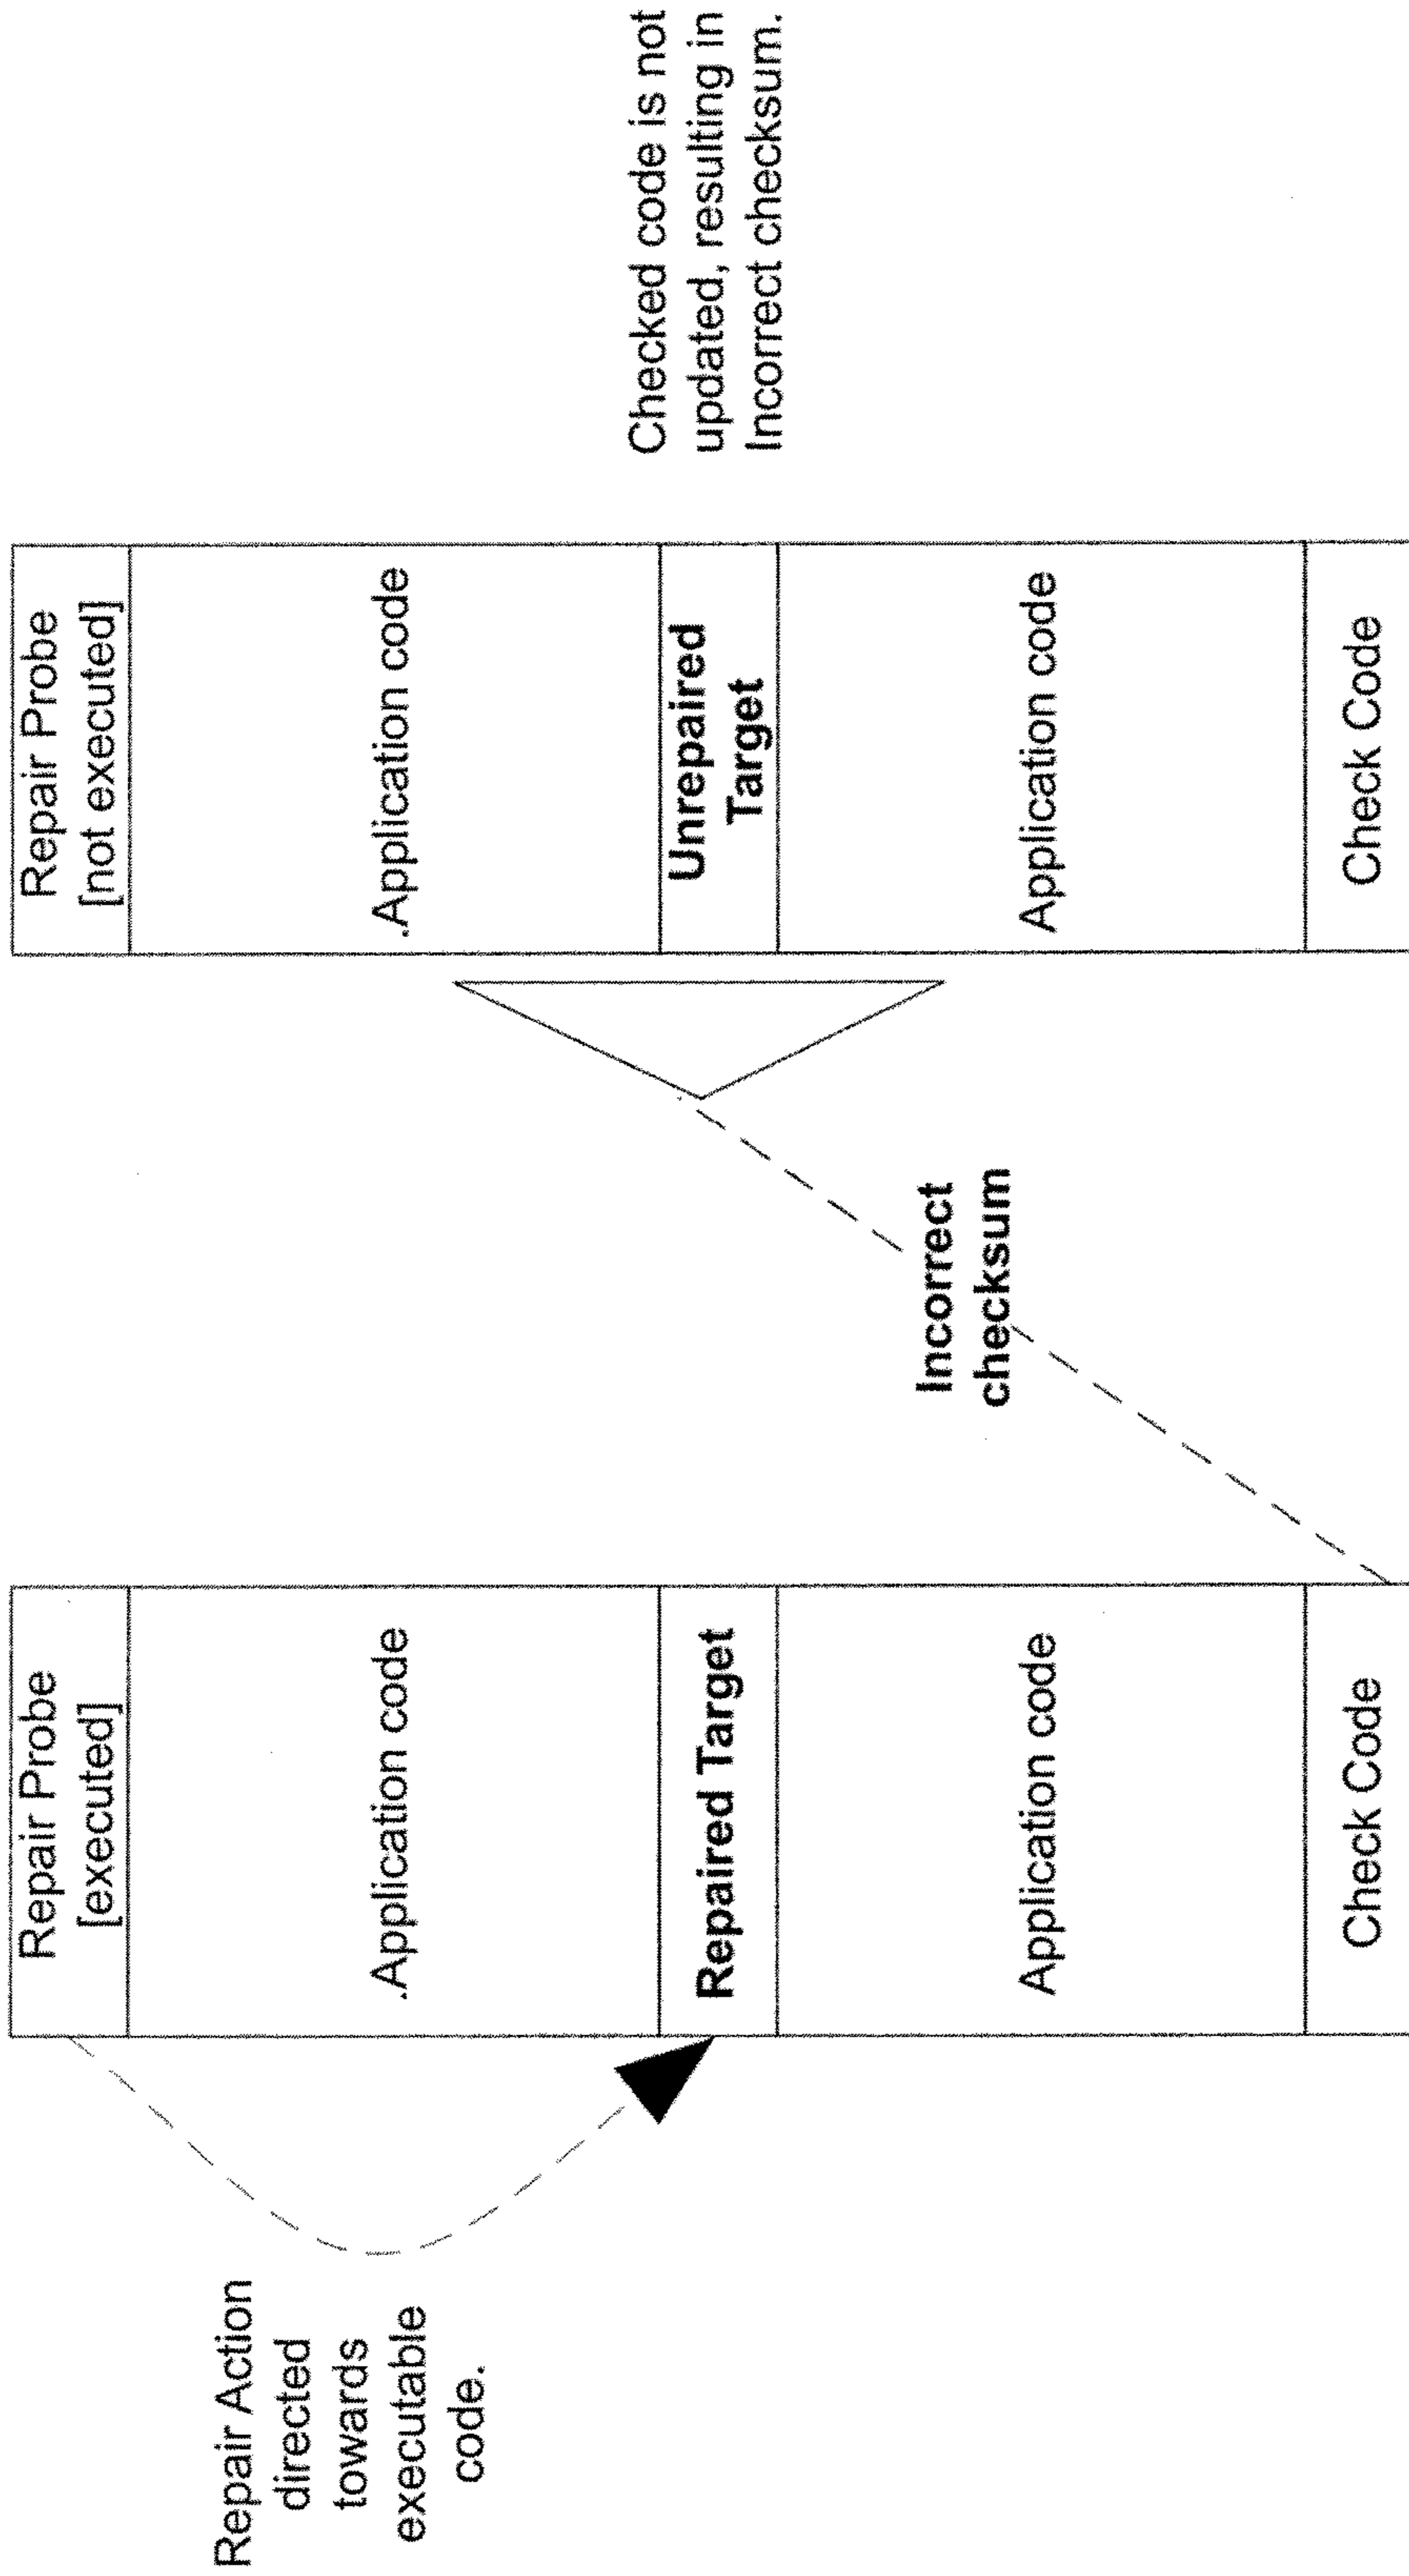 Repair Action
directed
towards
executable
code.
Repair Probe
[executed]
.Application code
Repaired Target
Application code
Check Code
Incorrect
checksum
Repair Probe
[not executed]
.Application code
Unrepaired
Target
Application code
Check Code
Checked code is not
updated, resulting in
Incorrect checksum.